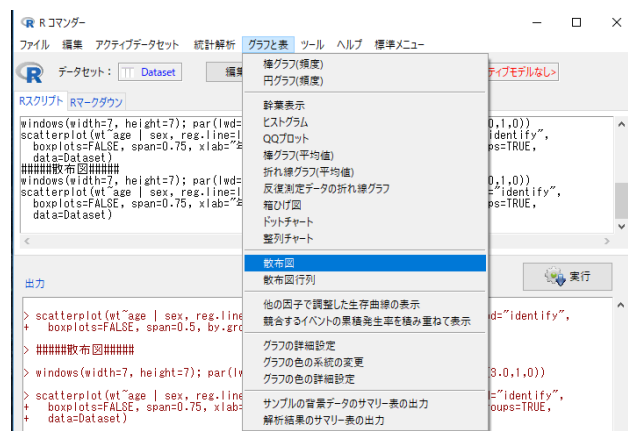 R コマンダー
ファイル 編集 アクティブデータセット 統計解析 グラフと表 ツール ヘルプ 標準メニュー
データセット: Dataset 編集 ティブモデルなし>
Rスクリプト Rマークダウン
windows(width=7, height=7); par(lwd= 0,1,0))
scatterplot(wt~age | sex, reg.line=l "identify",
boxplots=FALSE, span=0.75, xlab="年 ps=TRUE,
data=Dataset)
#####散布図#####
windows(width=7, height=7); par(lwd= 0,1,0))
scatterplot(wt~age | sex, reg.line=l ="identify",
boxplots=FALSE, span=0.75, xlab="年 ps=TRUE,
data=Dataset)
棒グラフ(頻度)
円グラフ(頻度)
幹葉表示
ヒストグラム
QQプロット
棒グラフ(平均値)
折れ線グラフ(平均値)
反復測定データの折れ線グラフ
箱ひげ図
ドットチャート
整列チャート
散布図
散布図行列
他の因子で調整した生存曲線の表示
競合するイベントの累積発生率を積み重ねて表示
グラフの詳細設定
グラフの色の系統の変更
グラフの色の詳細設定
サンプルの背景データのサマリー表の出力
解析結果のサマリー表の出力
出力 実行
> scatterplot(wt~age | sex, reg.line d="identify",
+ boxplots=FALSE, span=0.5, by.gro
> #####散布図#####
> windows(width=7, height=7); par(lw 3.0,1,0))
> scatterplot(wt~age | sex, reg.line ="identify",
+ boxplots=FALSE, span=0.75, xlab= oups=TRUE,
+ data=Dataset)